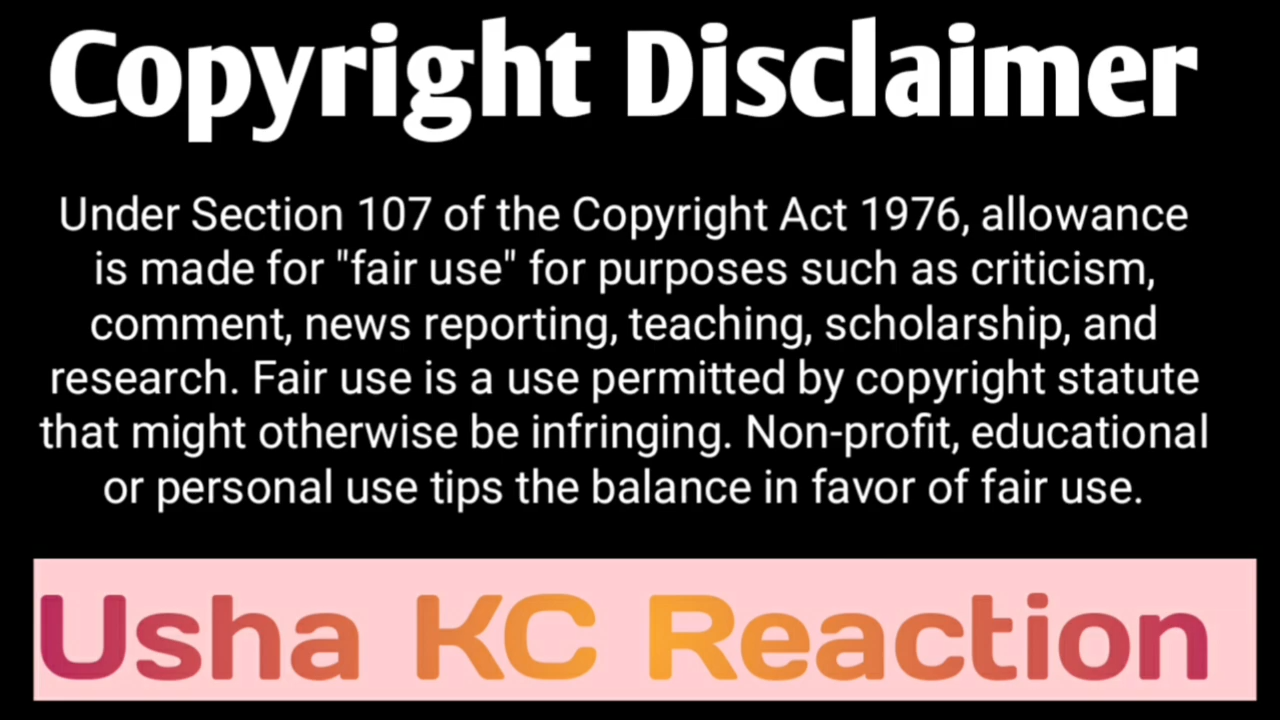 Copyright Disclaimer
Under Section 107 of the Copyright Act 1976, allowance
is made for "fair use" for purposes such as criticism,
comment, news reporting, teaching, scholarship, and
research. Fair use is a use permitted by copyright statute
that might otherwise be infringing. Non-profit, educational
or personal use tips the balance in favor of fair use.
Usha KC Reaction